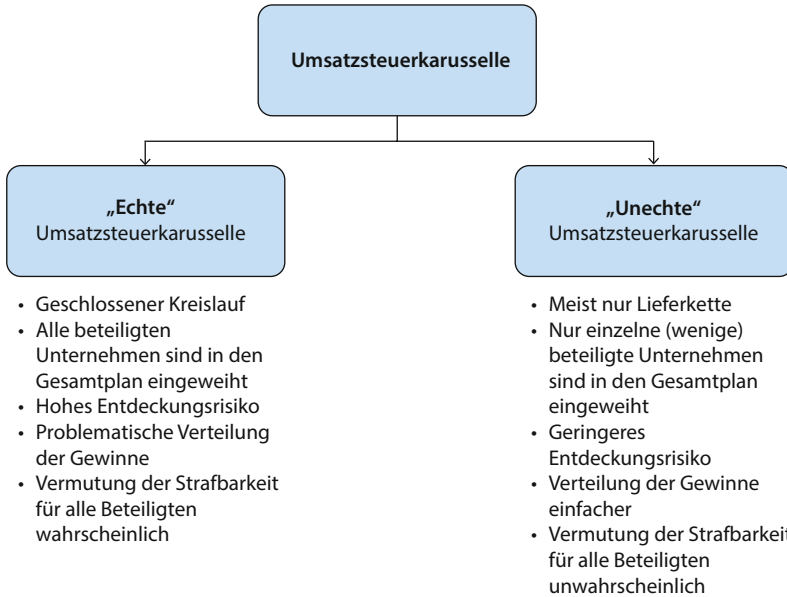 Umsatzsteuerkarusselle
„Echte“
Umsatzsteuerkarusselle
• Geschlossener Kreislauf
• Alle beteiligten
Unternehmen sind in den
Gesamtplan eingeweiht
• Hohes Entdeckungsrisiko
• Problematische Verteilung
der Gewinne
• Vermutung der Strafbarkeit
für alle Beteiligten
wahrscheinlich
„Unechte“
Umsatzsteuerkarusselle
• Meist nur Lieferkette
• Nur einzelne (wenige)
beteiligte Unternehmen
sind in den Gesamtplan
eingeweiht
• Geringeres
Entdeckungsrisiko
• Verteilung der Gewinne
einfacher
• Vermutung der Strafbarkeit
für alle Beteiligten
unwahrscheinlich